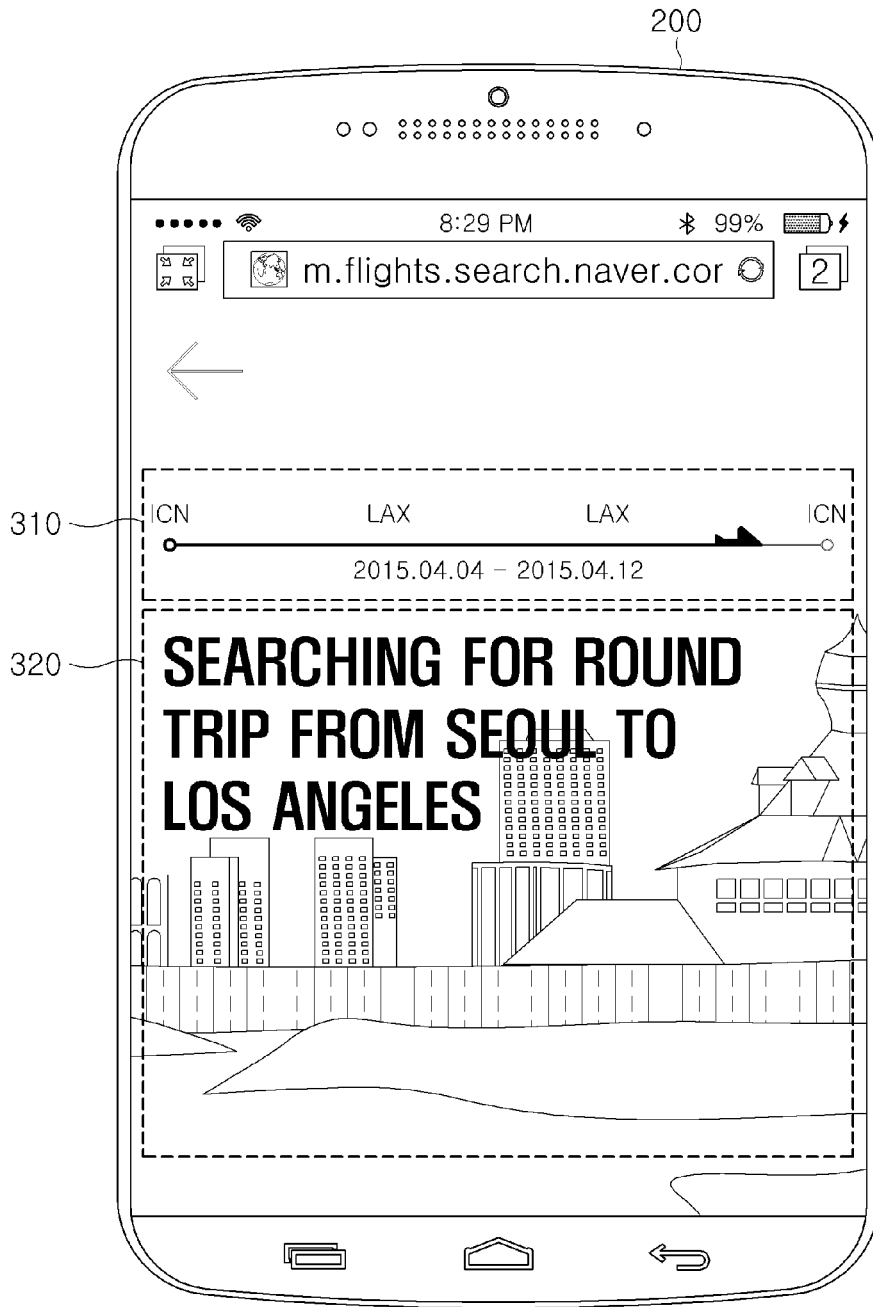 200
8:29 PM 99%
m.flights.search.naver.cor 2
310
ICN LAX LAX ICN
2015.04.04 - 2015.04.12
320
SEARCHING FOR ROUND
TRIP FROM SEOUL TO
LOS ANGELES